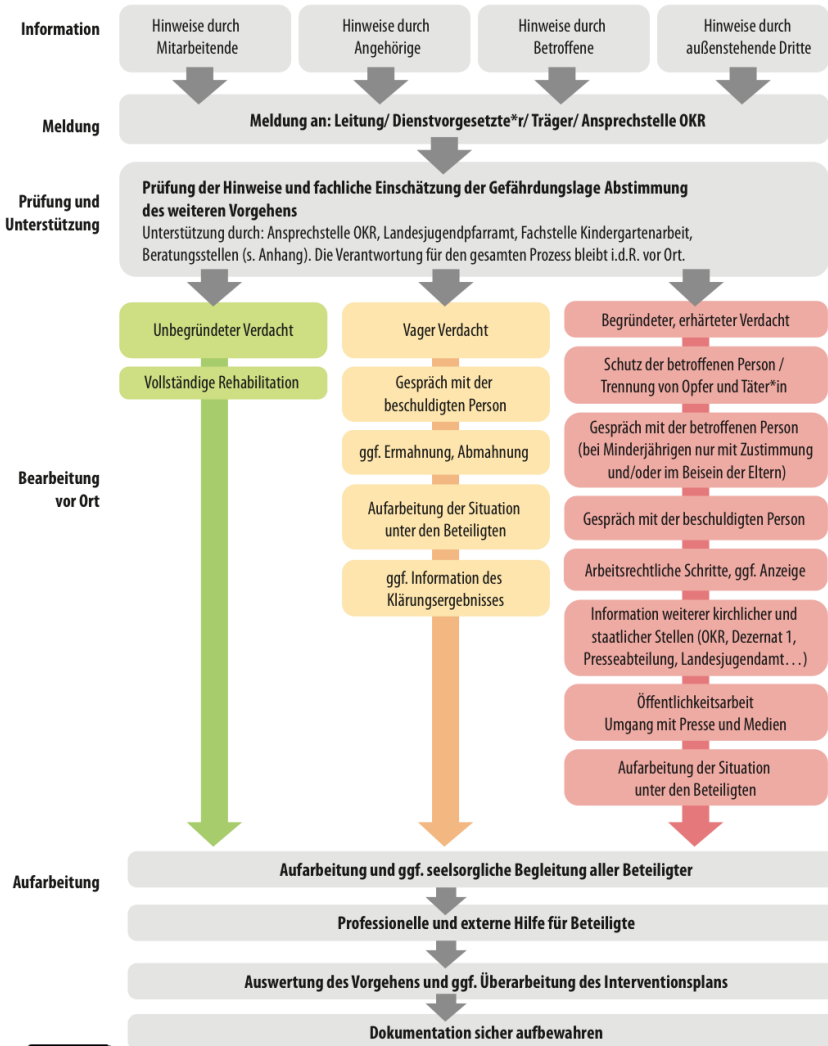 Information
Hinweise durch
Mitarbeitende
Hinweise durch
Angehörige
Hinweise durch
Betroffene
Hinweise durch
außenstehende Dritte
Meldung
Meldung an: Leitung/ Dienstvorgesetzte*r/ Träger/ Ansprechstelle OKR
Prüfung und
Unterstützung
Prüfung der Hinweise und fachliche Einschätzung der Gefährdungslage Abstimmung
des weiteren Vorgehens
Unterstützung durch: Ansprechstelle OKR, Landesjugendpfarramt, Fachstelle Kindergartenarbeit,
Beratungsstellen (s. Anhang). Die Verantwortung für den gesamten Prozess bleibt i.d.R. vor Ort.
Bearbeitung
vor Ort
Unbegründeter Verdacht
Vollständige Rehabilitation
Vager Verdacht
Gespräch mit der
beschuldigten Person
ggf. Ermahnung, Abmahnung
Aufarbeitung der Situation
unter den Beteiligten
ggf. Information des
Klärungsergebnisses
Begründeter, erhärteter Verdacht
Schutz der betroffenen Person /
Trennung von Opfer und Täter*in
Gespräch mit der betroffenen Person
(bei Minderjährigen nur mit Zustimmung
und/oder im Beisein der Eltern)
Gespräch mit der beschuldigten Person
Arbeitsrechtliche Schritte, ggf. Anzeige
Information weiterer kirchlicher und
staatlicher Stellen (OKR, Dezernat 1,
Presseabteilung, Landesjugendamt…)
Öffentlichkeitsarbeit
Umgang mit Presse und Medien
Aufarbeitung der Situation
unter den Beteiligten
Aufarbeitung
Aufarbeitung und ggf. seelsorgliche Begleitung aller Beteiligter
Professionelle und externe Hilfe für Beteiligte
Auswertung des Vorgehens und ggf. Überarbeitung des Interventionsplans
Dokumentation sicher aufbewahren